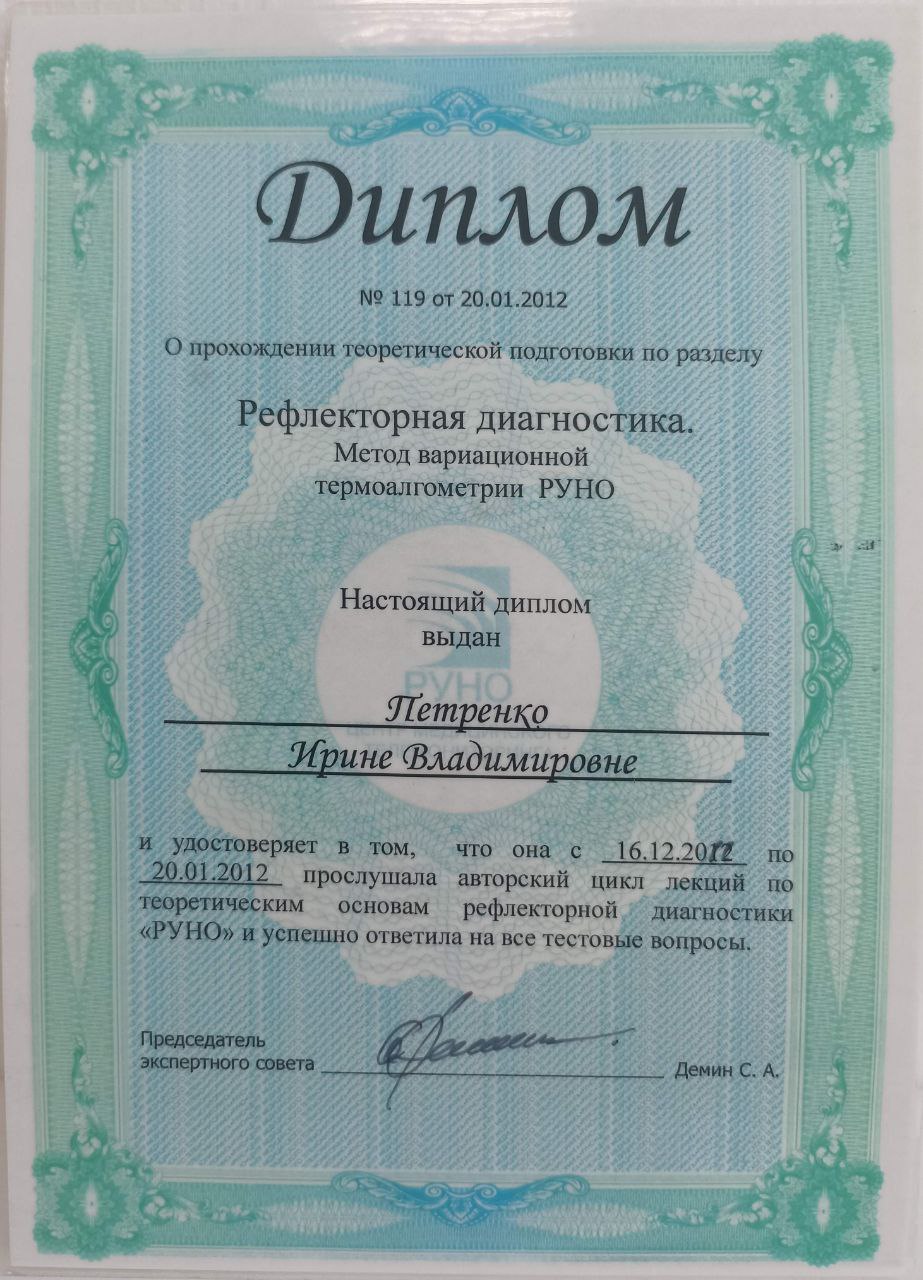 Диплом
№ 119 от 20.01.2012
О прохождении теоретической подготовки по разделу
Рефлекторная диагностика.
Метод вариационной
термоалгометрии РУНО
Настоящий диплом
выдан
РУНО
Петренко
Ирине Владимировне
и удостоверяет в том, что она с 16.12.2012 по
20.01.2012 прослушала авторский цикл лекций по
теоретическим основам рефлекторной диагностики
«РУНО» и успешно ответила на все тестовые вопросы.
Председатель
экспертного совета Демин С. А.